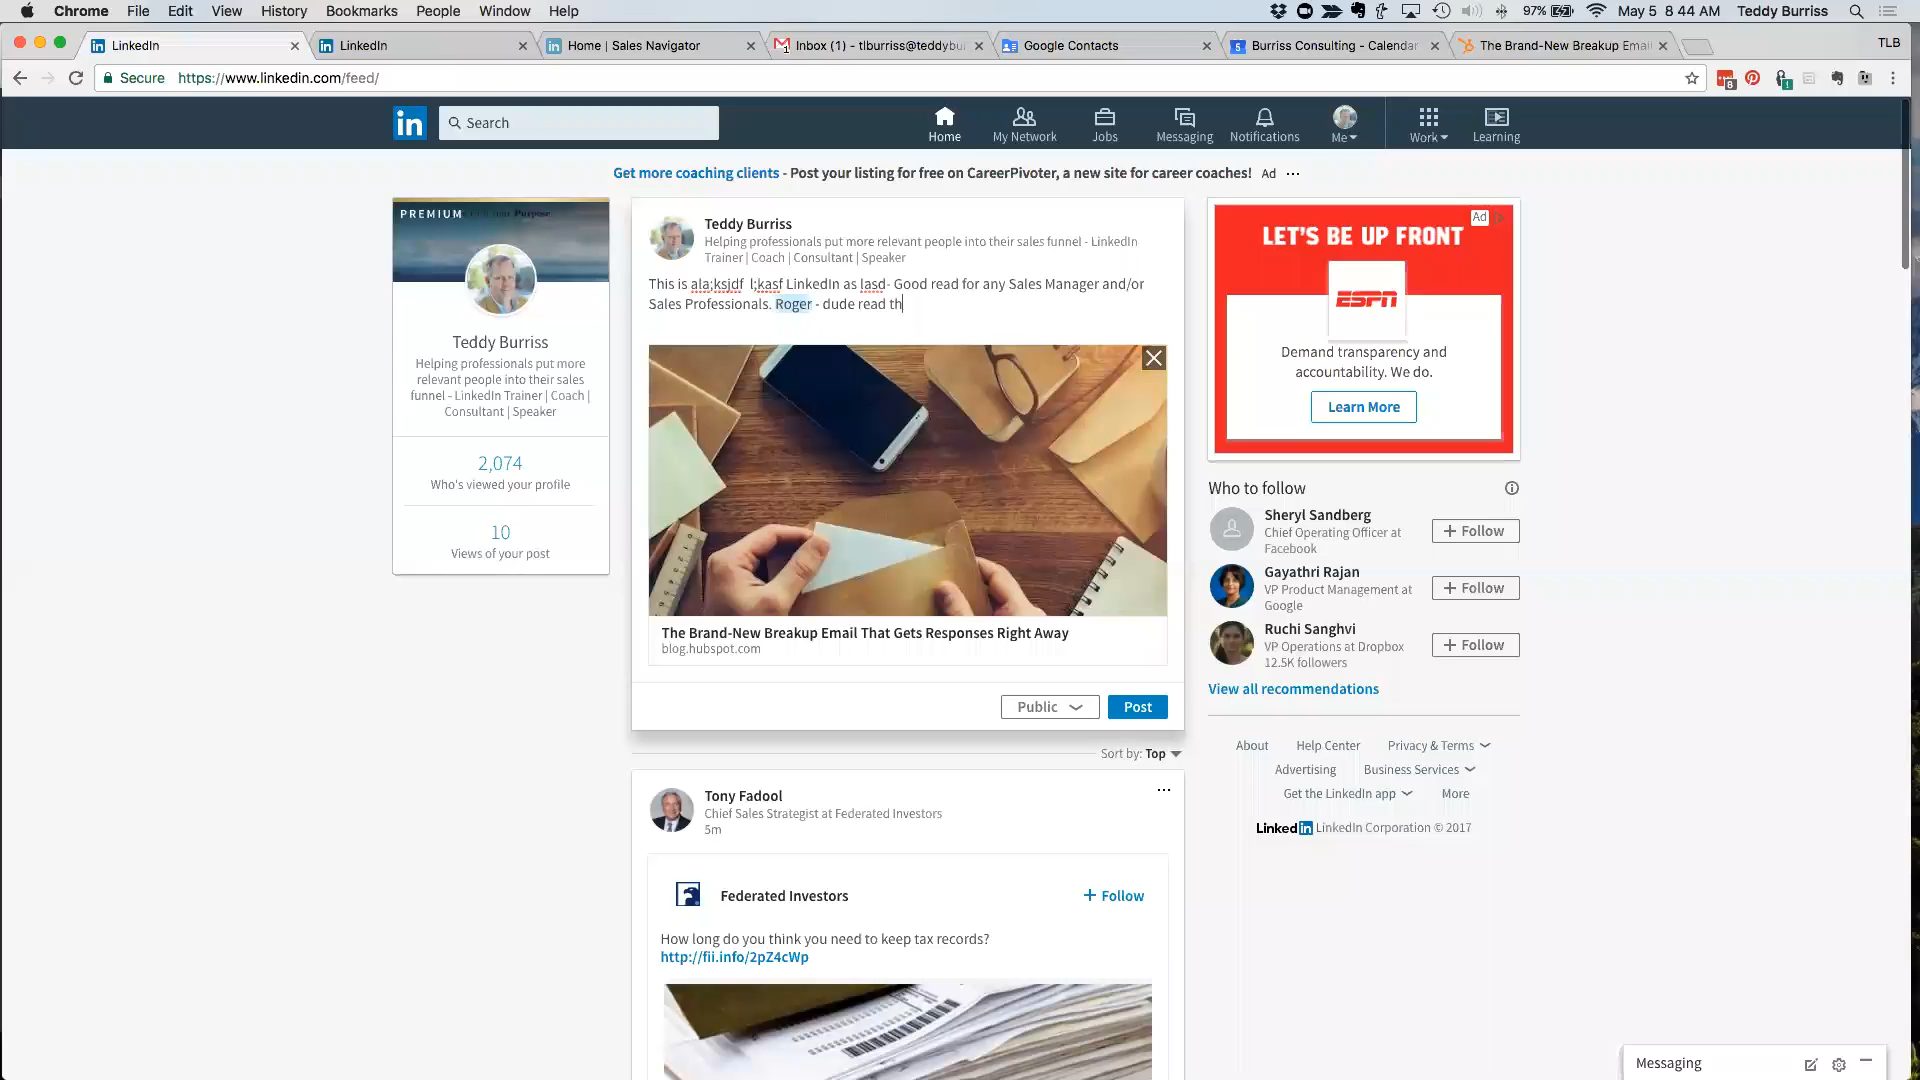 Chrome File Edit View History Bookmarks People Window Help
97% May 5 8 44 AM Teddy Burriss
LinkedIn
LinkedIn
Home | Sales Navigator
Inbox (1) - tlburriss@teddybu
Google Contacts
Burriss Consulting - Calendar
The Brand-New Breakup Email
TLB
Secure https://www.linkedin.com/feed/
in Search
Home
My Network
Jobs
Messaging
Notifications
Me
Work
Learning
Get more coaching clients - Post your listing for free on CareerPivoter, a new site for career coaches! Ad ...
PREMIUM
Purpose
Teddy Burriss
Helping professionals put more
relevant people into their sales
funnel - LinkedIn Trainer | Coach |
Consultant | Speaker
2,074
Who's viewed your profile
10
Views of your post
Teddy Burriss
Helping professionals put more relevant people into their sales funnel - LinkedIn
Trainer | Coach | Consultant | Speaker
This is ala;ksjdf l;kasf LinkedIn as lasd- Good read for any Sales Manager and/or
Sales Professionals. Roger - dude read th
The Brand-New Breakup Email That Gets Responses Right Away
blog.hubspot.com
Public
Post
Sort by: Top
Tony Fadool
Chief Sales Strategist at Federated Investors
5m
Federated Investors
+ Follow
How long do you think you need to keep tax records?
http://fii.info/2pZ4cWp
Ad
LET'S BE UP FRONT
ESPN
Demand transparency and
accountability. We do.
Learn More
Who to follow
Sheryl Sandberg
Chief Operating Officer at
Facebook
+ Follow
Gayathri Rajan
VP Product Management at
Google
+ Follow
Ruchi Sanghvi
VP Operations at Dropbox
12.5K followers
+ Follow
View all recommendations
About Help Center Privacy & Terms
Advertising Business Services
Get the LinkedIn app More
Linked in LinkedIn Corporation © 2017
Messaging